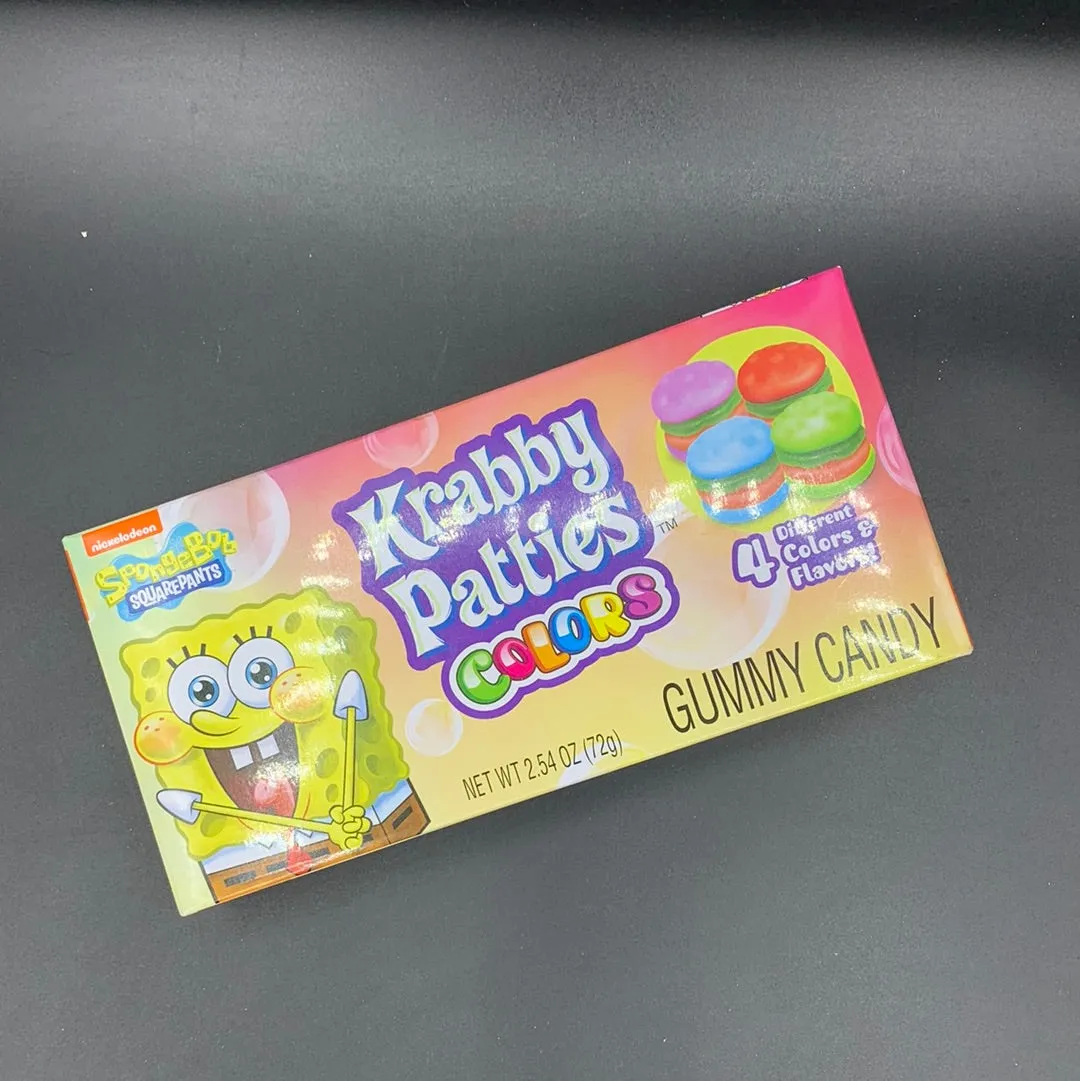 nickelodeon
SpongeBob
SQUAREPANTS
Krabby
Patties
COLORS
TM
4 Different
Colors &
Flavors!
GUMMY CANDY
NET WT 2.54 OZ (72g)